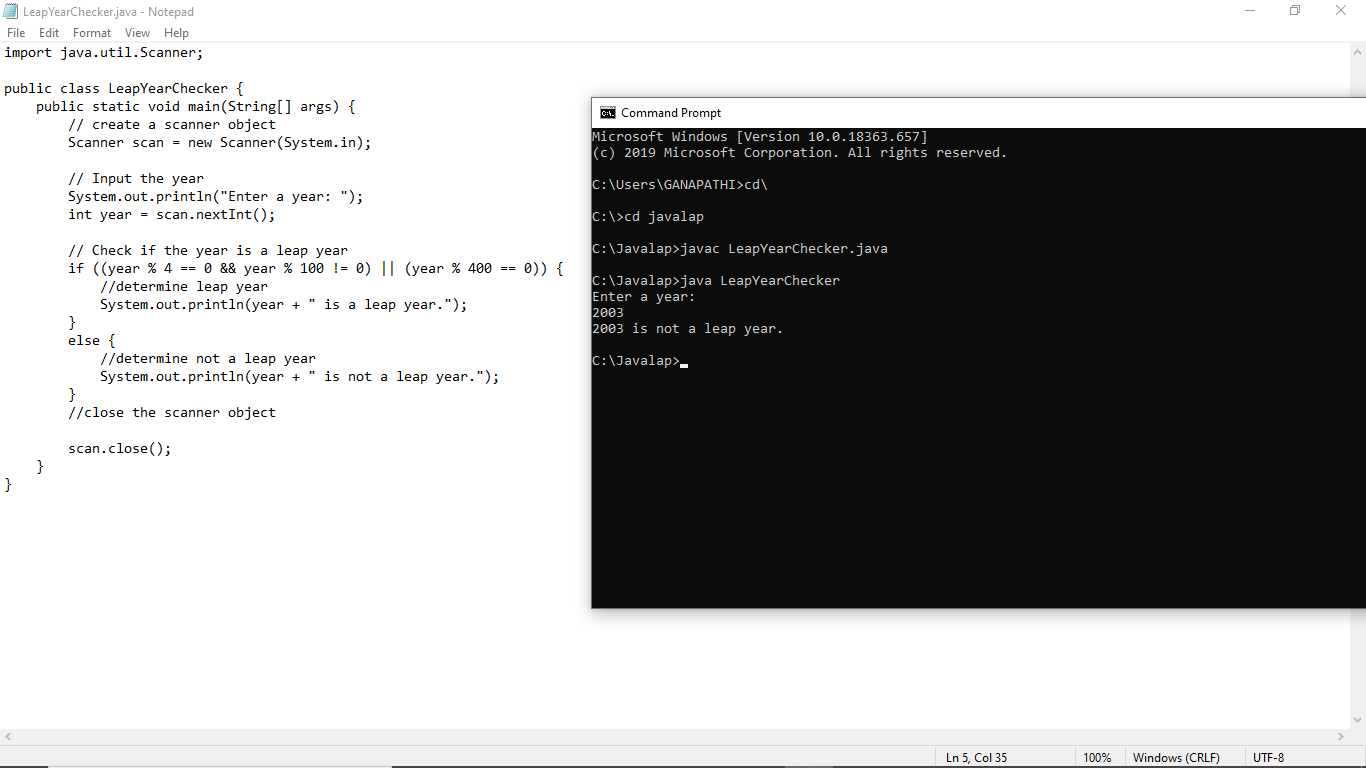 LeapYearChecker.java - Notepad
File Edit Format View Help
import java.util.Scanner;
public class LeapYearChecker {
    public static void main(String[] args) {
        // create a scanner object
        Scanner scan = new Scanner(System.in);
        // Input the year
        System.out.println("Enter a year: ");
        int year = scan.nextInt();
        // Check if the year is a leap year
        if ((year % 4 == 0 && year % 100 != 0) || (year % 400 == 0)) {
            //determine leap year
            System.out.println(year + " is a leap year.");
        }
        else {
            //determine not a leap year
            System.out.println(year + " is not a leap year.");
        }
        //close the scanner object
        scan.close();
    }
}
Command Prompt
Microsoft Windows [Version 10.0.18363.657]
(c) 2019 Microsoft Corporation. All rights reserved.
C:\Users\GANAPATHI>cd\
C:\>cd javalap
C:\Javalap>javac LeapYearChecker.java
C:\Javalap>java LeapYearChecker
Enter a year:
2003
2003 is not a leap year.
C:\Javalap>
Ln 5, Col 35 100% Windows (CRLF) UTF-8